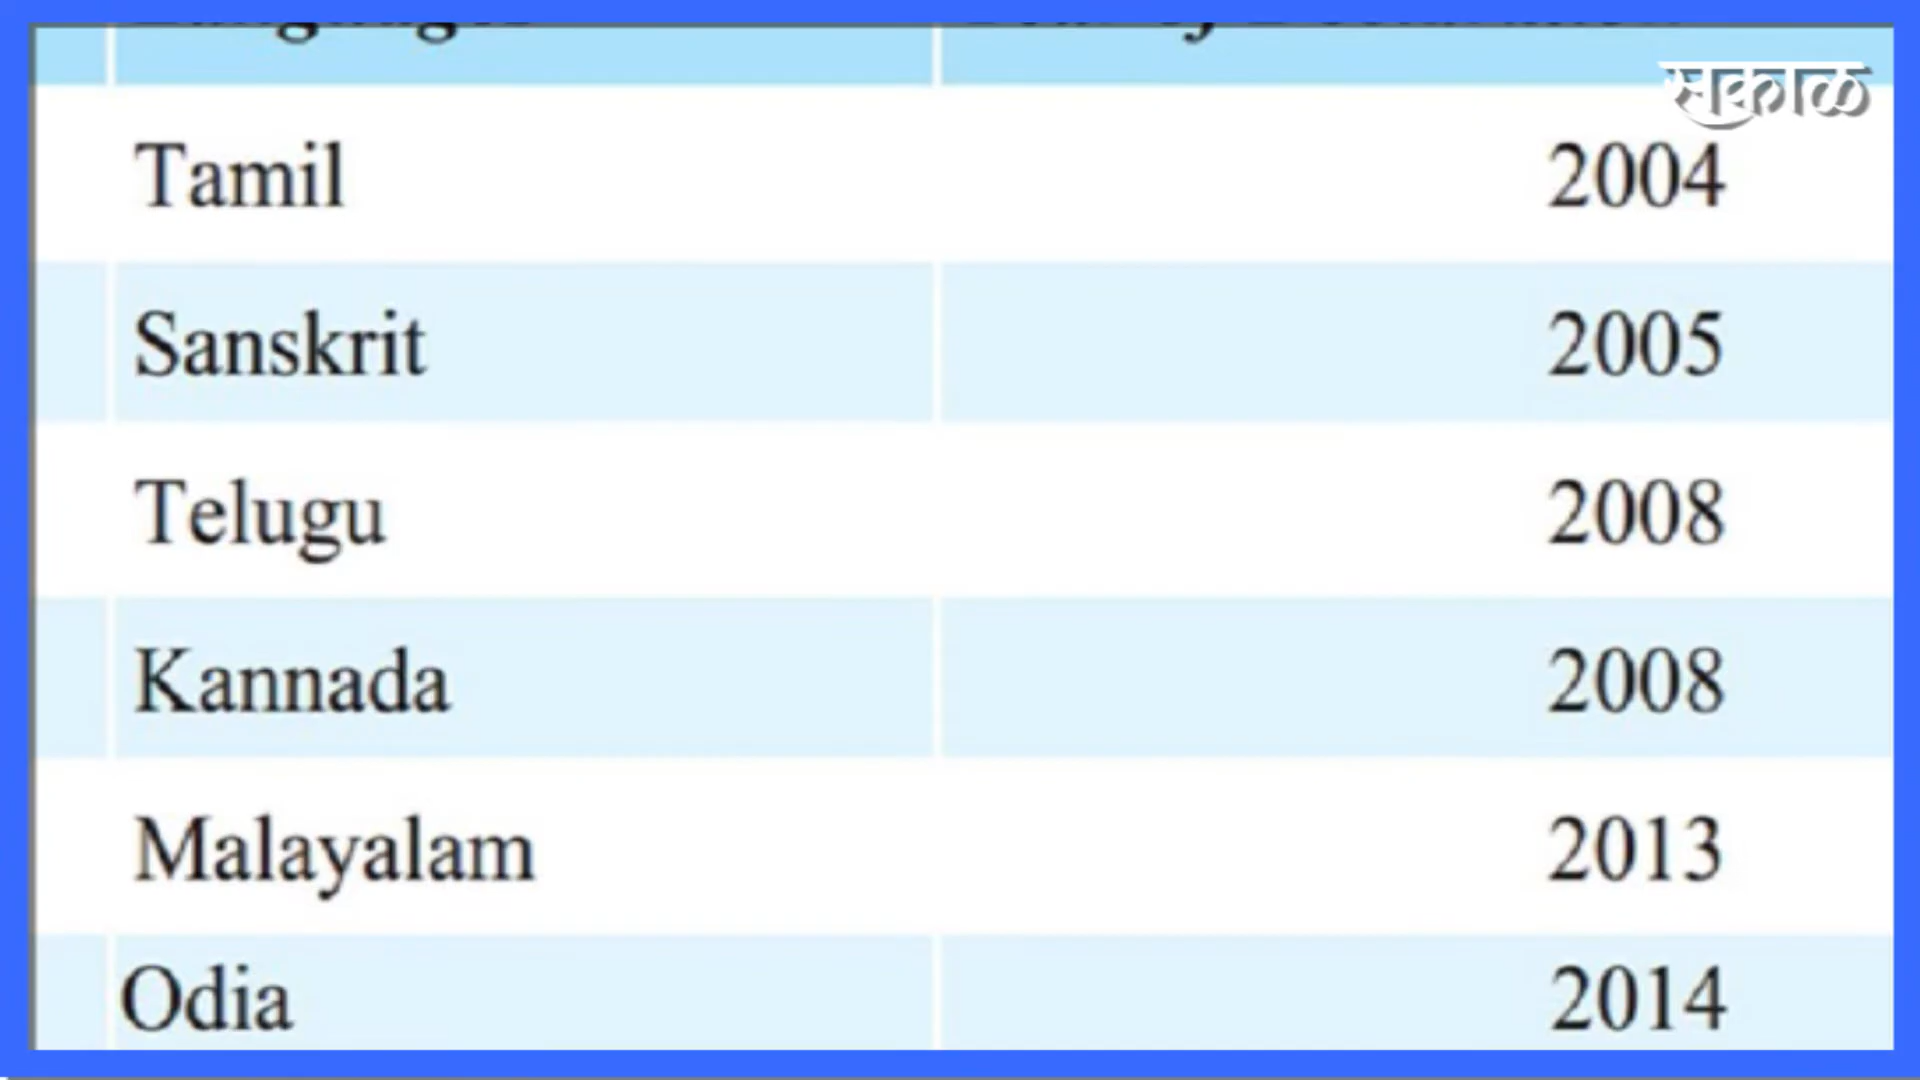 सकाळ
Tamil 2004
Sanskrit 2005
Telugu 2008
Kannada 2008
Malayalam 2013
Odia 2014